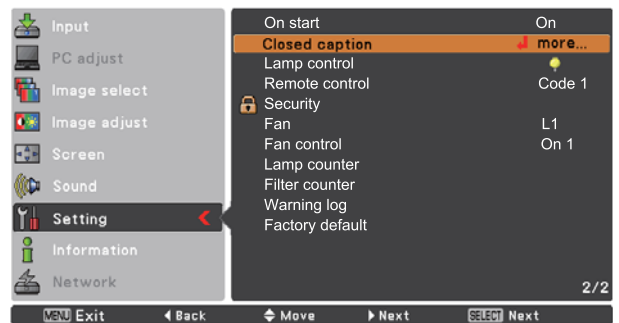 Input
PC adjust
Image select
Image adjust
Screen
Sound
Setting
Information
Network
On start On
Closed caption more...
Lamp control
Remote control Code 1
Security
Fan L1
Fan control On 1
Lamp counter
Filter counter
Warning log
Factory default
2/2
MENU Exit Back Move Next SELECT Next